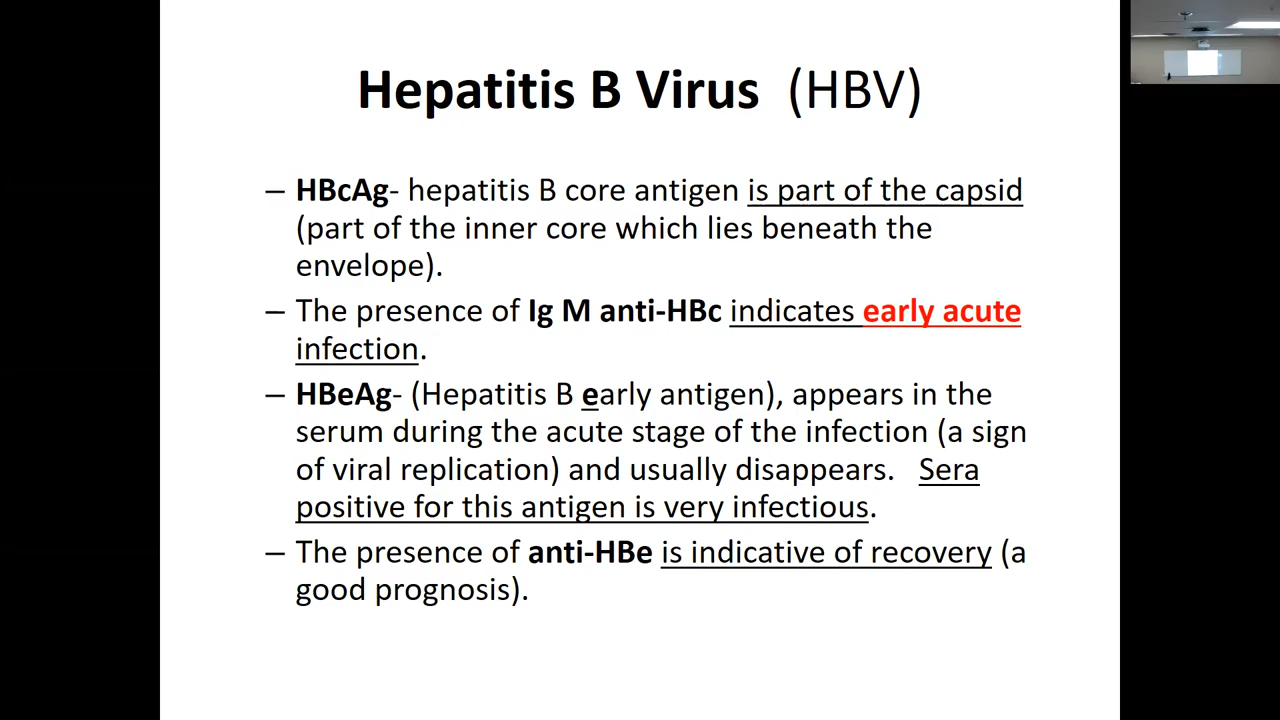 Hepatitis B Virus (HBV)
– HBcAg- hepatitis B core antigen is part of the capsid
(part of the inner core which lies beneath the
envelope).
– The presence of Ig M anti-HBc indicates early acute
infection.
– HBeAg- (Hepatitis B early antigen), appears in the
serum during the acute stage of the infection (a sign
of viral replication) and usually disappears. Sera
positive for this antigen is very infectious.
– The presence of anti-HBe is indicative of recovery (a
good prognosis).